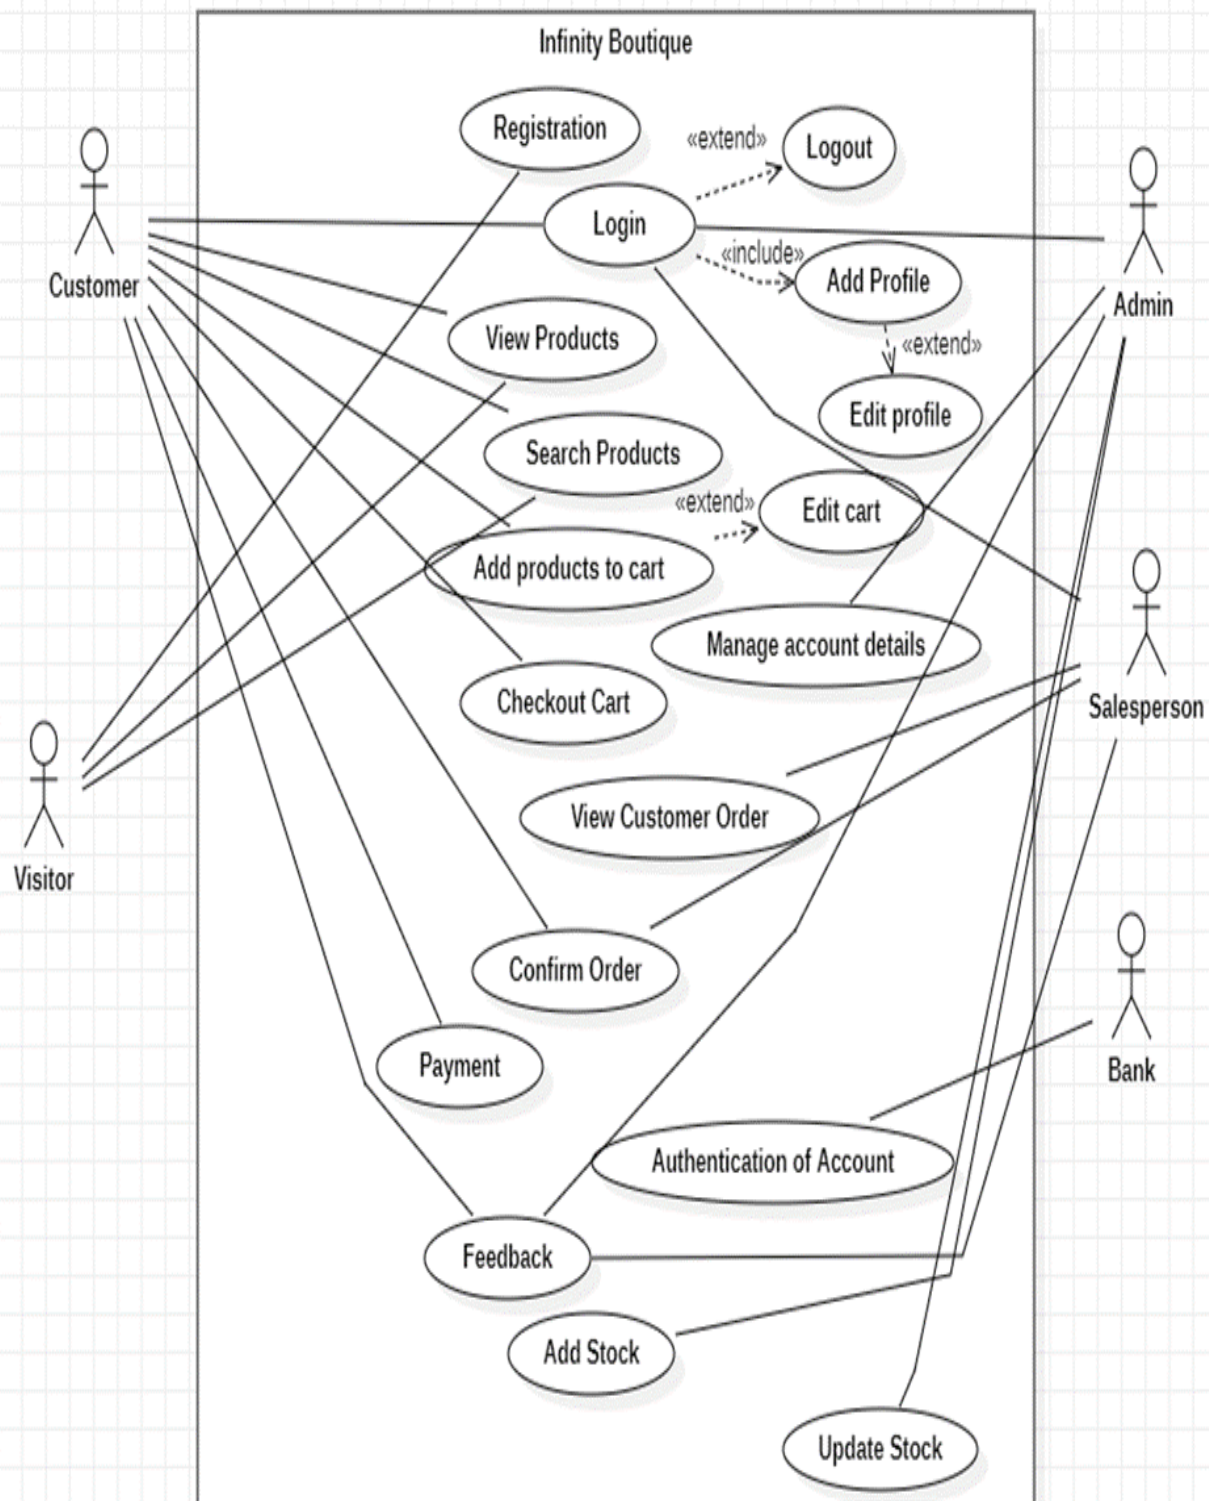 Infinity Boutique
Registration
«extend»
Logout
Login
«include»
Customer
Add Profile
Admin
View Products
«extend»
Edit profile
Search Products
«extend»
Edit cart
Add products to cart
Manage account details
Checkout Cart
Salesperson
View Customer Order
Visitor
Confirm Order
Payment
Bank
Authentication of Account
Feedback
Add Stock
Update Stock